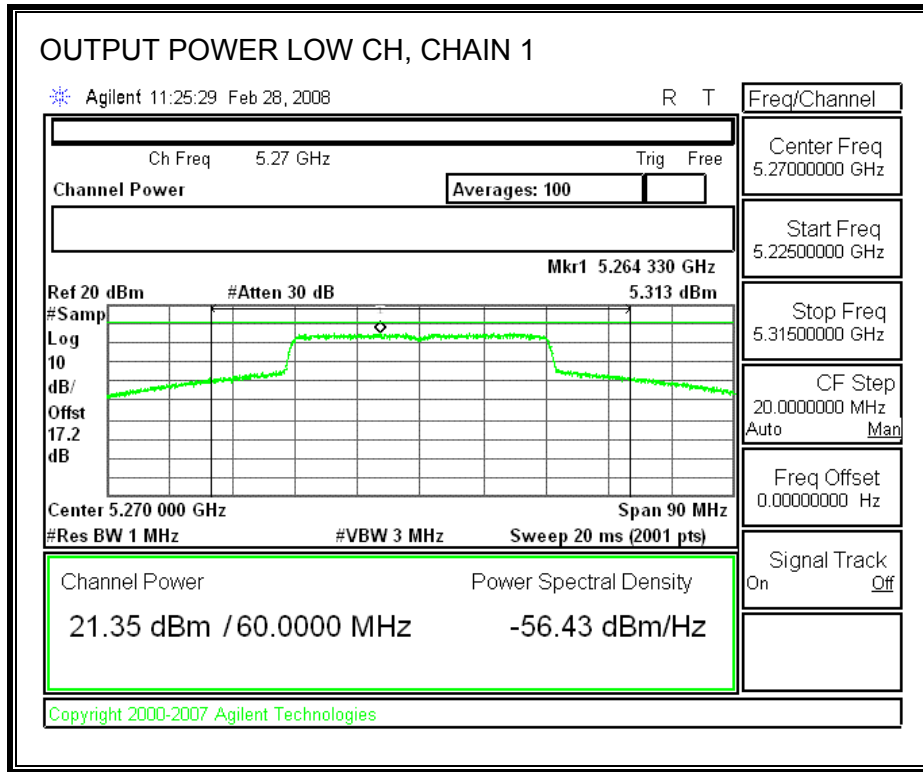 OUTPUT POWER LOW CH, CHAIN 1
Agilent 11:25:29 Feb 28, 2008
R T
Freq/Channel
Ch Freq 5.27 GHz
Trig Free
Channel Power
Averages: 100
Mkr1 5.264 330 GHz
Ref 20 dBm
#Atten 30 dB
5.313 dBm
#Samp
Log
10
dB/
Offst
17.2
dB
1
Center 5.270 000 GHz
Span 90 MHz
#Res BW 1 MHz
#VBW 3 MHz
Sweep 20 ms (2001 pts)
Channel Power
Power Spectral Density
21.35 dBm / 60.0000 MHz
-56.43 dBm/Hz
Center Freq
5.27000000 GHz
Start Freq
5.22500000 GHz
Stop Freq
5.31500000 GHz
CF Step
20.0000000 MHz
Auto Man
Freq Offset
0.00000000 Hz
Signal Track
On Off
Copyright 2000-2007 Agilent Technologies